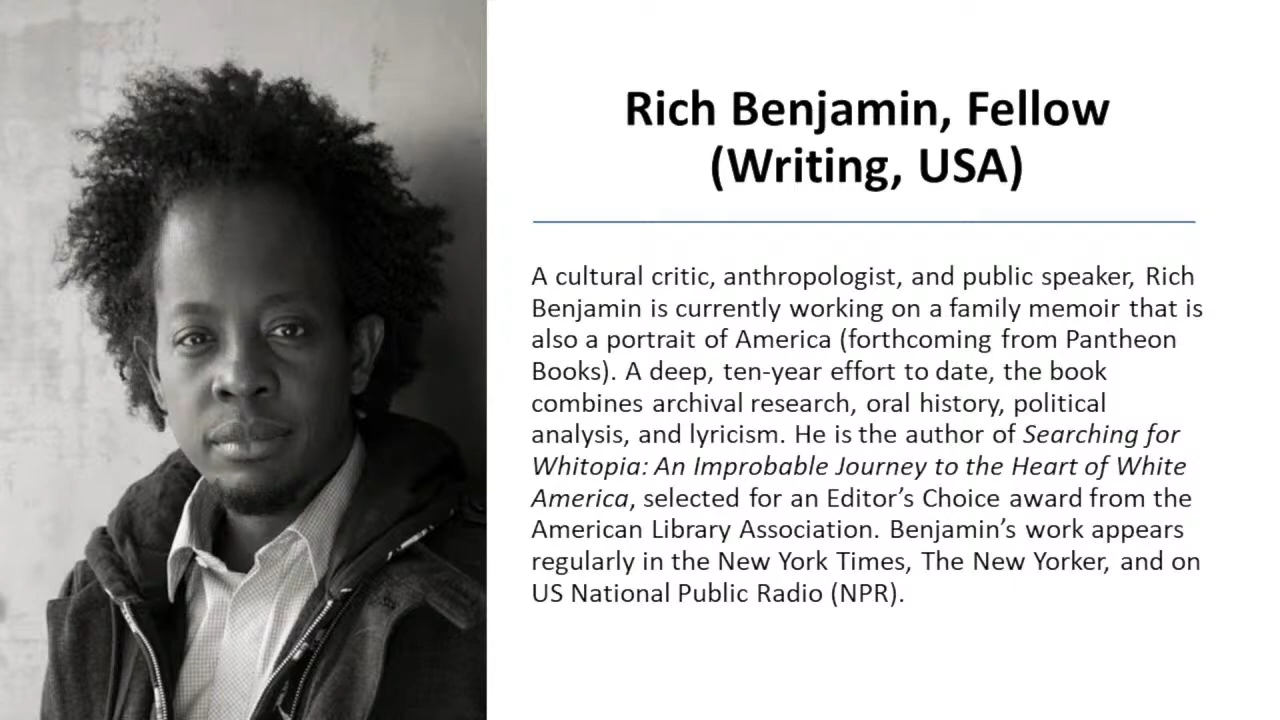 Rich Benjamin, Fellow
(Writing, USA)
A cultural critic, anthropologist, and public speaker, Rich
Benjamin is currently working on a family memoir that is
also a portrait of America (forthcoming from Pantheon
Books). A deep, ten-year effort to date, the book
combines archival research, oral history, political
analysis, and lyricism. He is the author of Searching for
Whitopia: An Improbable Journey to the Heart of White
America, selected for an Editor’s Choice award from the
American Library Association. Benjamin’s work appears
regularly in the New York Times, The New Yorker, and on
US National Public Radio (NPR).